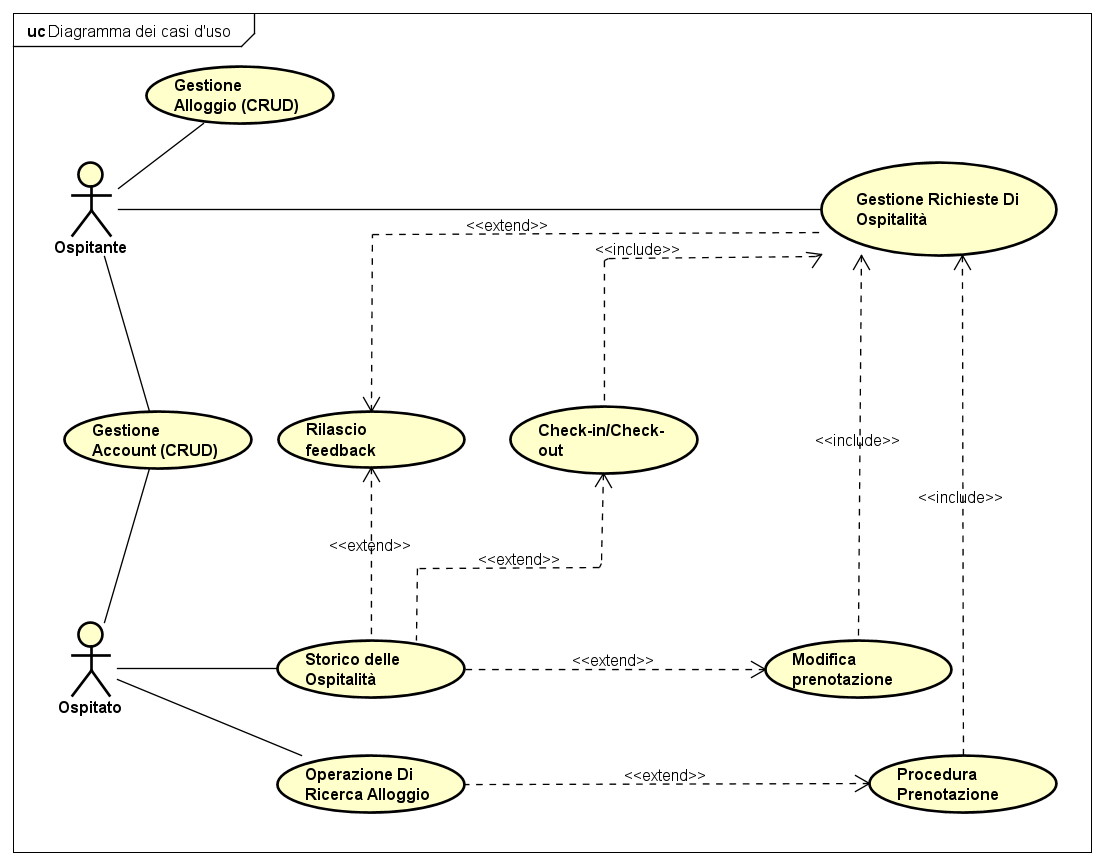 uc Diagramma dei casi d'uso
Gestione
Alloggio (CRUD)
Ospitante
Gestione Richieste Di
Ospitalità
<<extend>>
<<include>>
Gestione
Account (CRUD)
Rilascio
feedback
Check-in/Check-
out
<<include>>
<<include>>
<<extend>>
<<extend>>
Ospitato
Storico delle
Ospitalità
<<extend>>
Modifica
prenotazione
Operazione Di
Ricerca Alloggio
<<extend>>
Procedura
Prenotazione